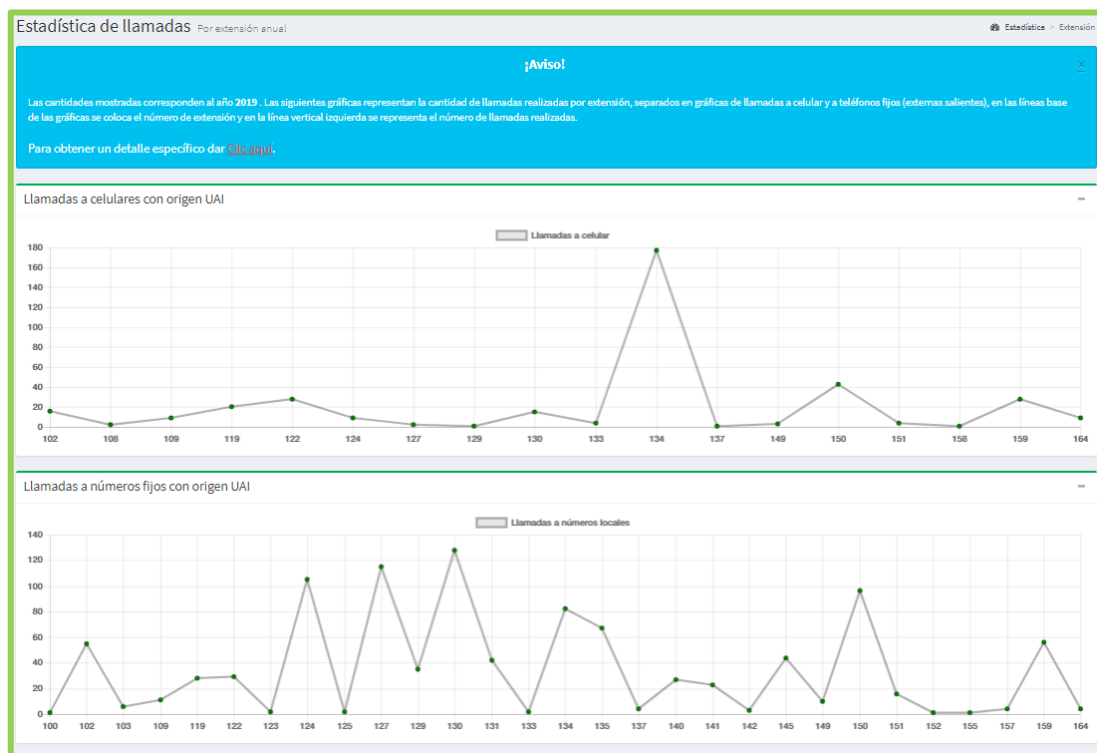 Estadística de llamadas Por extensión anual
Estadística > Extensión
¡Aviso!
×
Las cantidades mostradas corresponden al año 2019 . Las siguientes gráficas representan la cantidad de llamadas realizadas por extensión, separados en gráficas de llamadas a celular y a teléfonos fijos (externas salientes), en las líneas base
de las gráficas se coloca el número de extensión y en la línea vertical izquierda se representa el número de llamadas realizadas.
Para obtener un detalle específico dar Clic aquí.
Llamadas a celulares con origen UAI
Llamadas a celular
180
160
140
120
100
80
60
40
20
0
102 108 109 119 122 124 127 129 130 133 134 137 149 150 151 158 159 164
Llamadas a números fijos con origen UAI
Llamadas a números locales
140
120
100
80
60
40
20
0
100 102 103 109 119 122 123 124 125 127 129 130 131 133 134 135 137 140 141 142 145 149 150 151 152 155 157 159 164